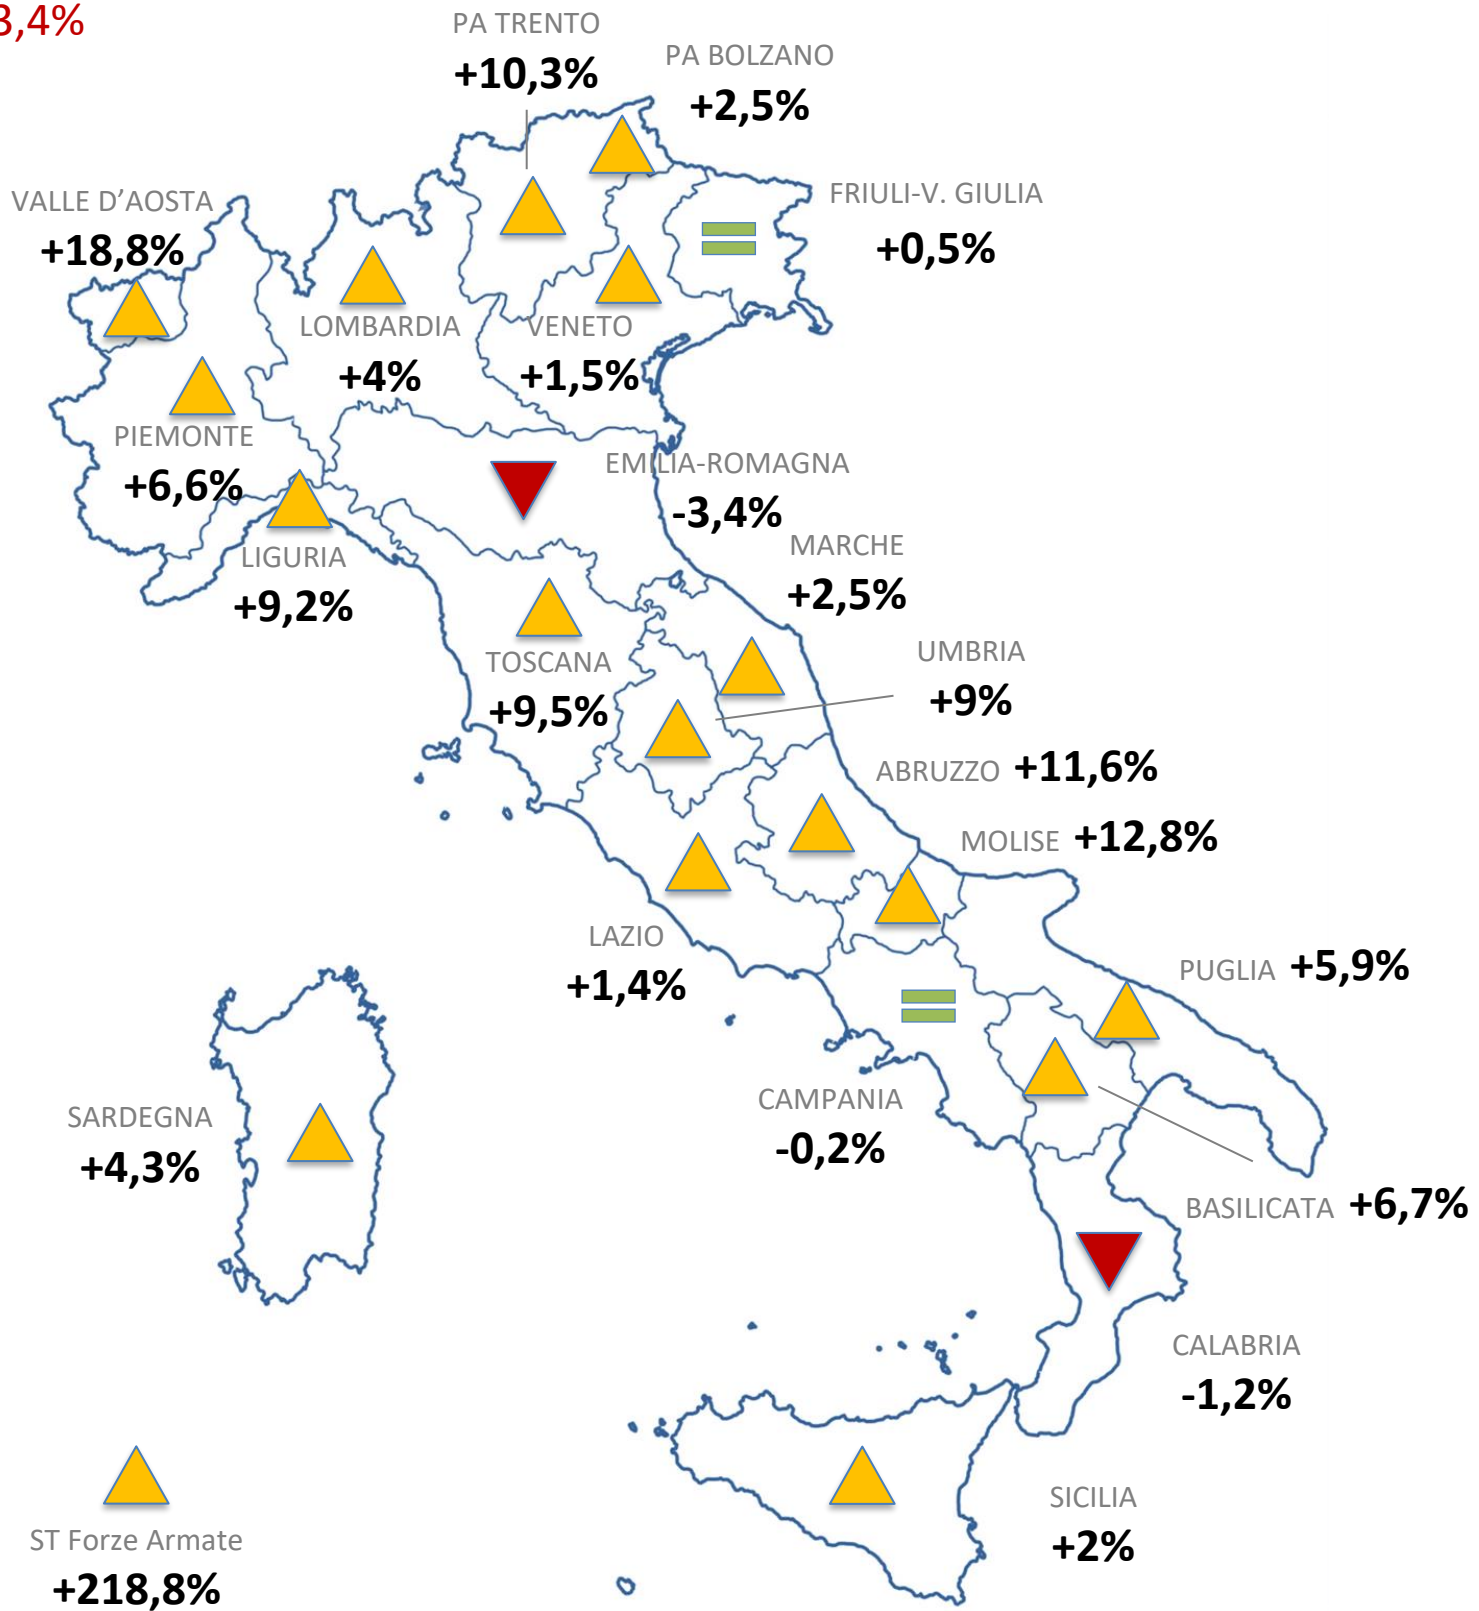 3,4%
PA TRENTO
+10,3%
PA BOLZANO
+2,5%
VALLE D’AOSTA
+18,8%
FRIULI-V. GIULIA
+0,5%
LOMBARDIA
+4%
VENETO
+1,5%
PIEMONTE
+6,6%
EMILIA-ROMAGNA
-3,4%
LIGURIA
+9,2%
MARCHE
+2,5%
TOSCANA
+9,5%
UMBRIA
+9%
ABRUZZO +11,6%
MOLISE +12,8%
LAZIO
+1,4%
PUGLIA +5,9%
CAMPANIA
-0,2%
SARDEGNA
+4,3%
BASILICATA +6,7%
CALABRIA
-1,2%
SICILIA
+2%
ST Forze Armate
+218,8%